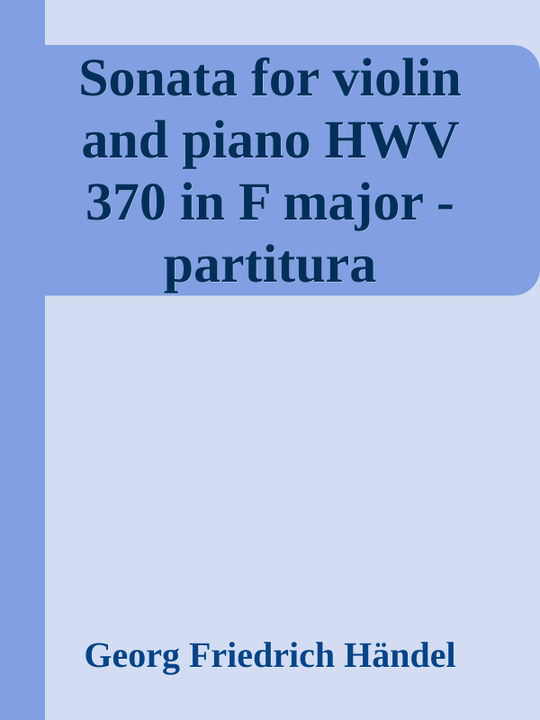 Sonata for violin
and piano HWV
370 in F major -
partitura
Georg Friedrich Händel